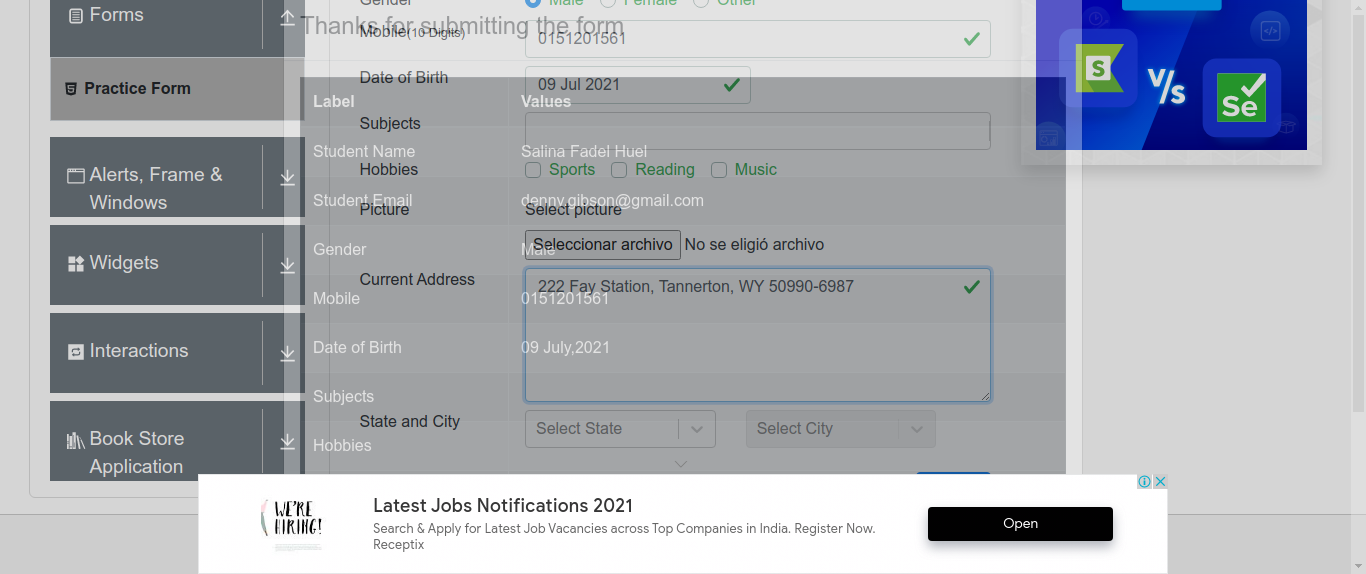 Forms
Practice Form
Alerts, Frame &
Windows
Widgets
Interactions
Book Store
Application
Thanks for submitting the form
Gender
Male
Female
Other
Mobile(10 Digits)
0151201561
Date of Birth
09 Jul 2021
Subjects
Hobbies
Sports
Reading
Music
Picture
Select picture
Seleccionar archivo No se eligió archivo
Current Address
222 Fay Station, Tannerton, WY 50990-6987
State and City
Select State
Select City
Label Values
Student Name Salina Fadel Huel
Student Email denny.gibson@gmail.com
Gender Male
Mobile 0151201561
Date of Birth 09 July,2021
Subjects
Hobbies
S
V/s
Se
WE'RE
HIRING!
Latest Jobs Notifications 2021
Search & Apply for Latest Job Vacancies across Top Companies in India. Register Now.
Receptix
Open